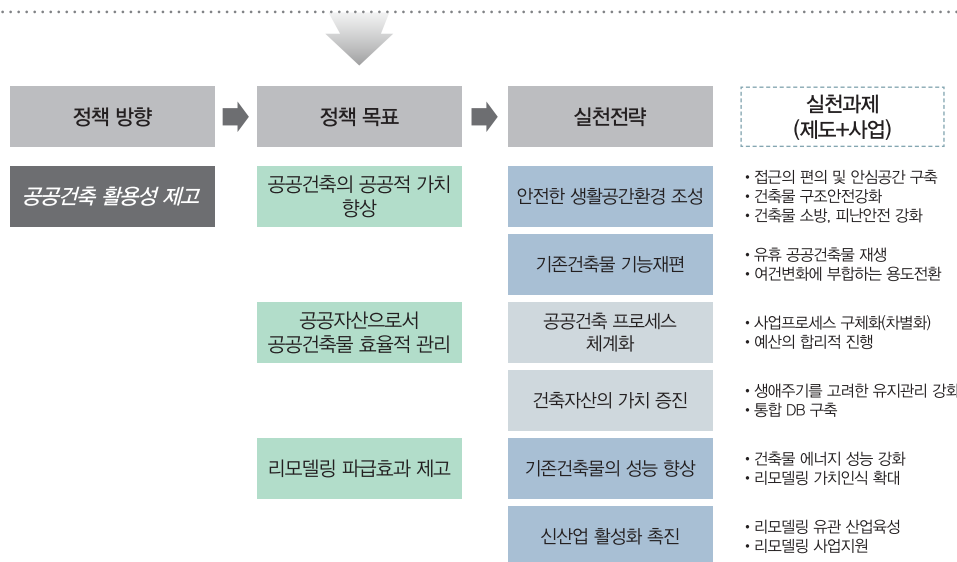 정책 방향
정책 목표
실천전략
실천과제
(제도+사업)
공공건축 활용성 제고
공공건축의 공공적 가치
향상
안전한 생활공간환경 조성
• 접근의 편의 및 안심공간 구축
• 건축물 구조안전강화
• 건축물 소방, 피난안전 강화
기존건축물 기능재편
• 유휴 공공건축물 재생
• 여건변화에 부합하는 용도전환
공공자산으로서
공공건축물 효율적 관리
공공건축 프로세스
체계화
• 사업프로세스 구체화(차별화)
• 예산의 합리적 진행
건축자산의 가치 증진
• 생애주기를 고려한 유지관리 강화
• 통합 DB 구축
리모델링 파급효과 제고
기존건축물의 성능 향상
• 건축물 에너지 성능 강화
• 리모델링 가치인식 확대
신산업 활성화 촉진
• 리모델링 유관 산업육성
• 리모델링 사업지원